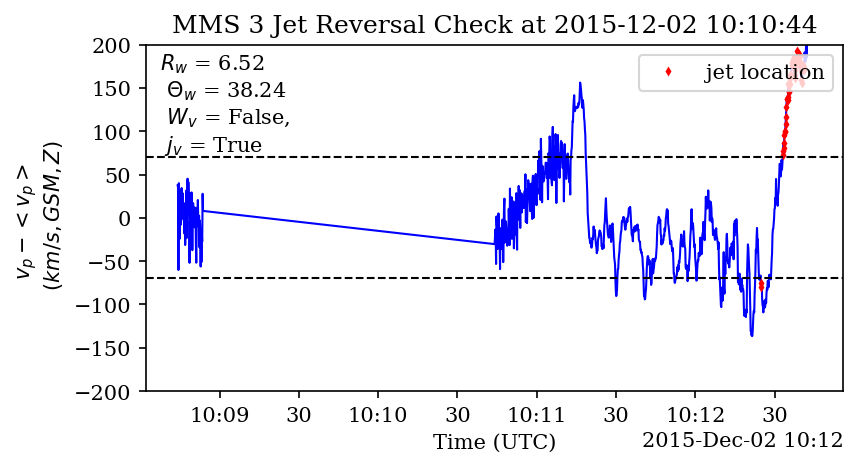 MMS 3 Jet Reversal Check at 2015-12-02 10:10:44
R_w = 6.52
Θ_w = 38.24
W_v = False,
j_v = True
jet location
200
150
100
50
0
−50
−100
−150
−200
v_p − < v_p >
(km/s, GSM, Z)
10:09 30 10:10 30 10:11 30 10:12 30
Time (UTC)
2015-Dec-02 10:12